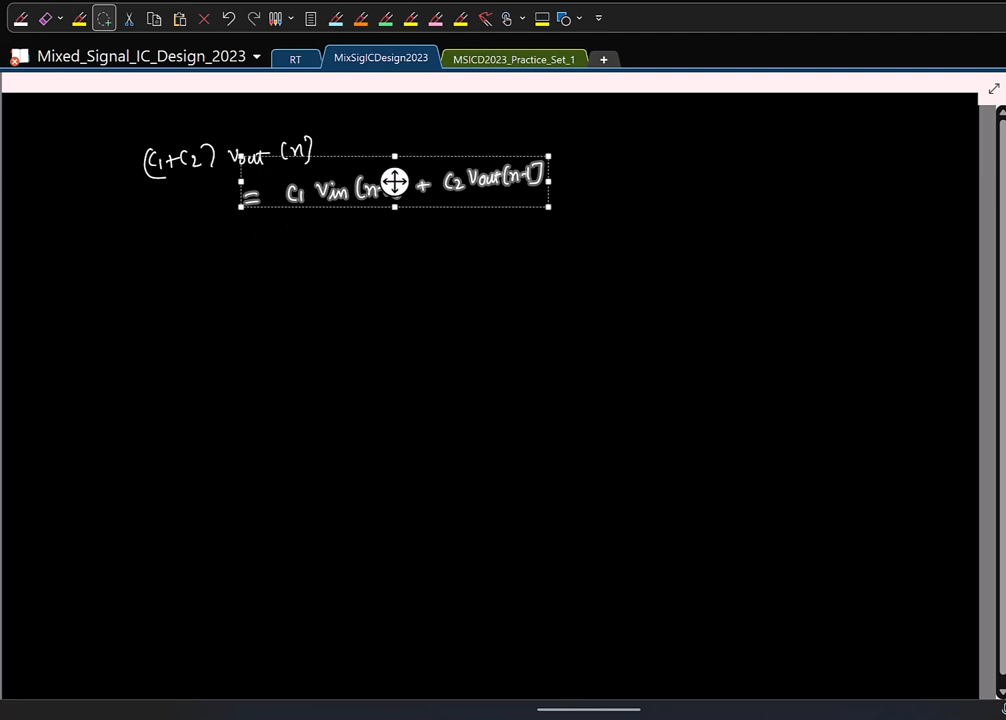 Mixed_Signal_IC_Design_2023
RT
MixSigICDesign2023
MSICD2023_Practice_Set_1
(C1+C2) Vout [n]
= C1 Vin [n- + C2 Vout[n-1]